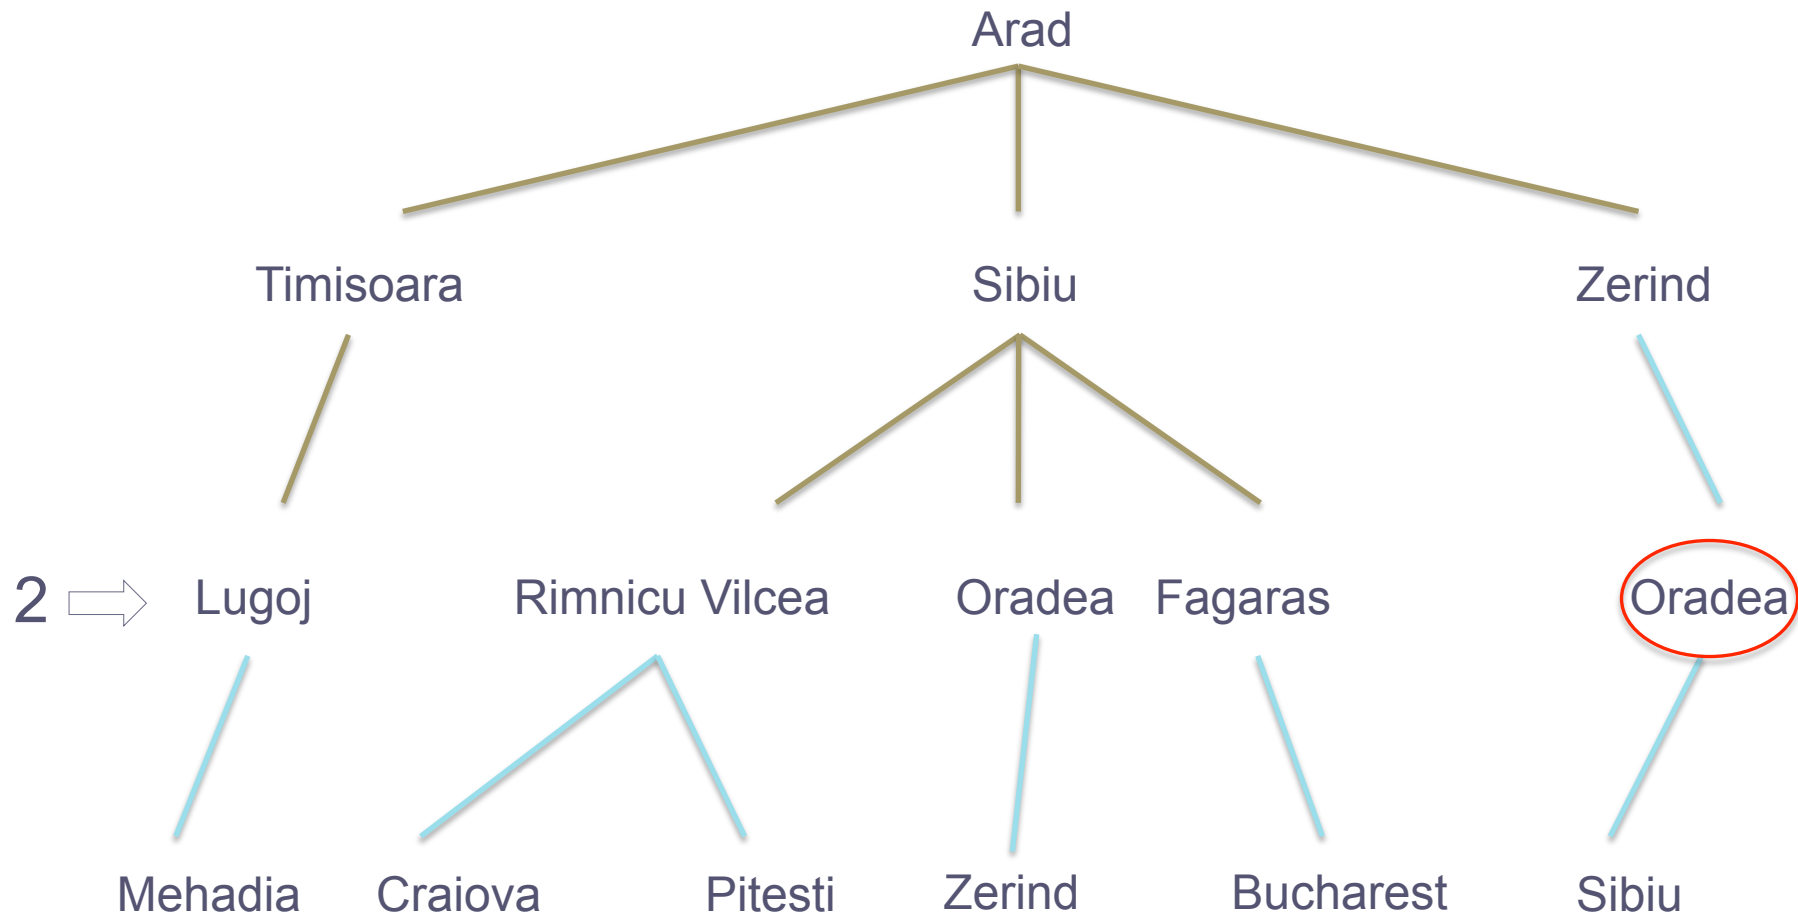 Arad
Timisoara Sibiu Zerind
2 Lugoj Rimnicu Vilcea Oradea Fagaras Oradea
Mehadia Craiova Pitesti Zerind Bucharest Sibiu